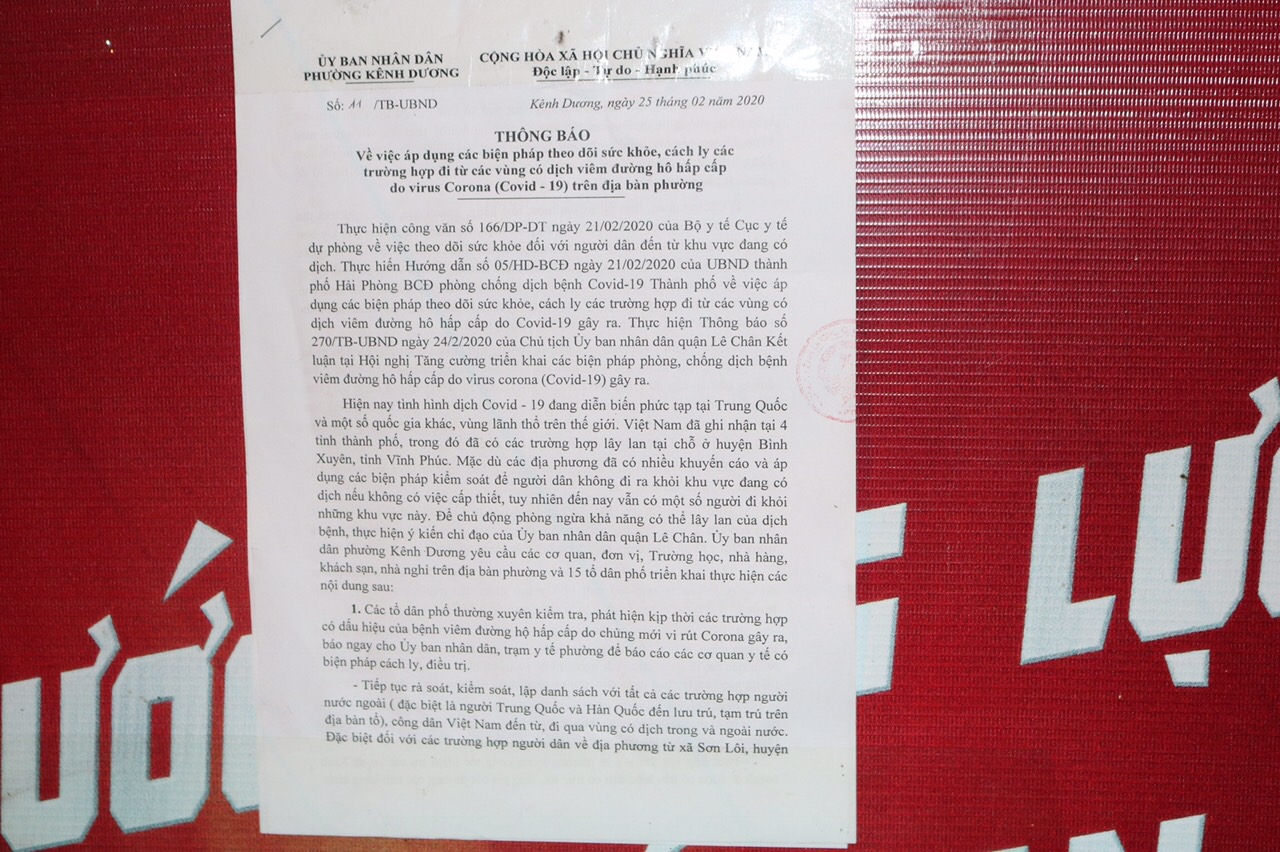 ỦY BAN NHÂN DÂN
PHƯỜNG KÊNH DƯƠNG
CỘNG HÒA XÃ HỘI CHỦ NGHĨA
Độc lập - Tự do - Hạnh phúc
Số: 11 /TB-UBND
Kênh Dương, ngày 25 tháng 02 năm 2020
THÔNG BÁO
Về việc áp dụng các biện pháp theo dõi sức khỏe, cách ly các
trường hợp đi từ các vùng có dịch viêm đường hô hấp cấp
do virus Corona (Covid - 19) trên địa bàn phường
Thực hiện công văn số 166/DP-DT ngày 21/02/2020 của Bộ y tế Cục y tế
dự phòng về việc theo dõi sức khỏe đối với người dân đến từ khu vực đang có
dịch. Thực hiến Hướng dẫn số 05/HD-BCĐ ngày 21/02/2020 của UBND thành
phố Hải Phòng BCĐ phòng chống dịch bệnh Covid-19 Thành phố về việc áp
dụng các biện pháp theo dõi sức khỏe, cách ly các trường hợp đi từ các vùng có
dịch viêm đường hô hấp cấp do Covid-19 gây ra. Thực hiện Thông báo số
270/TB-UBND ngày 24/2/2020 của Chủ tịch Ủy ban nhân dân quận Lê Chân Kết
luận tại Hội nghị Tăng cường triển khai các biện pháp phòng, chống dịch bệnh
viêm đường hô hấp cấp do virus corona (Covid-19) gây ra.
Hiện nay tình hình dịch Covid - 19 đang diễn biến phức tạp tại Trung Quốc
và một số quốc gia khác, vùng lãnh thổ trên thế giới. Việt Nam đã ghi nhận tại 4
tỉnh thành phố, trong đó đã có các trường hợp lây lan tại chỗ ở huyện Bình
Xuyên, tỉnh Vĩnh Phúc. Mặc dù các địa phương đã có nhiều khuyến cáo và áp
dụng các biện pháp kiểm soát để người dân không đi ra khỏi khu vực đang có
dịch nếu không có việc cấp thiết, tuy nhiên đến nay vẫn có một số người đi khỏi
những khu vực này. Để chủ động phòng ngừa khả năng có thể lây lan của dịch
bệnh, thực hiện ý kiến chỉ đạo của Ủy ban nhân dân quận Lê Chân. Ủy ban nhân
dân phường Kênh Dương yêu cầu các cơ quan, đơn vị, Trường học, nhà hàng,
khách sạn, nhà nghỉ trên địa bàn phường và 15 tổ dân phố triển khai thực hiện các
nội dung sau:
1. Các tổ dân phố thường xuyên kiểm tra, phát hiện kịp thời các trường hợp
có dấu hiệu của bệnh viêm đường hộ hấp cấp do chủng mới vi rút Corona gây ra,
báo ngay cho Ủy ban nhân dân, trạm y tế phường để báo cáo các cơ quan y tế có
biện pháp cách ly, điều trị.
- Tiếp tục rà soát, kiểm soát, lập danh sách với tất cả các trường hợp người
nước ngoài ( đặc biệt là người Trung Quốc và Hàn Quốc đến lưu trú, tạm trú trên
địa bàn tổ), công dân Việt Nam đến từ, đi qua vùng có dịch trong và ngoài nước.
Đặc biệt đối với các trường hợp người dân về địa phương từ xã Sơn Lôi, huyện
LỰ